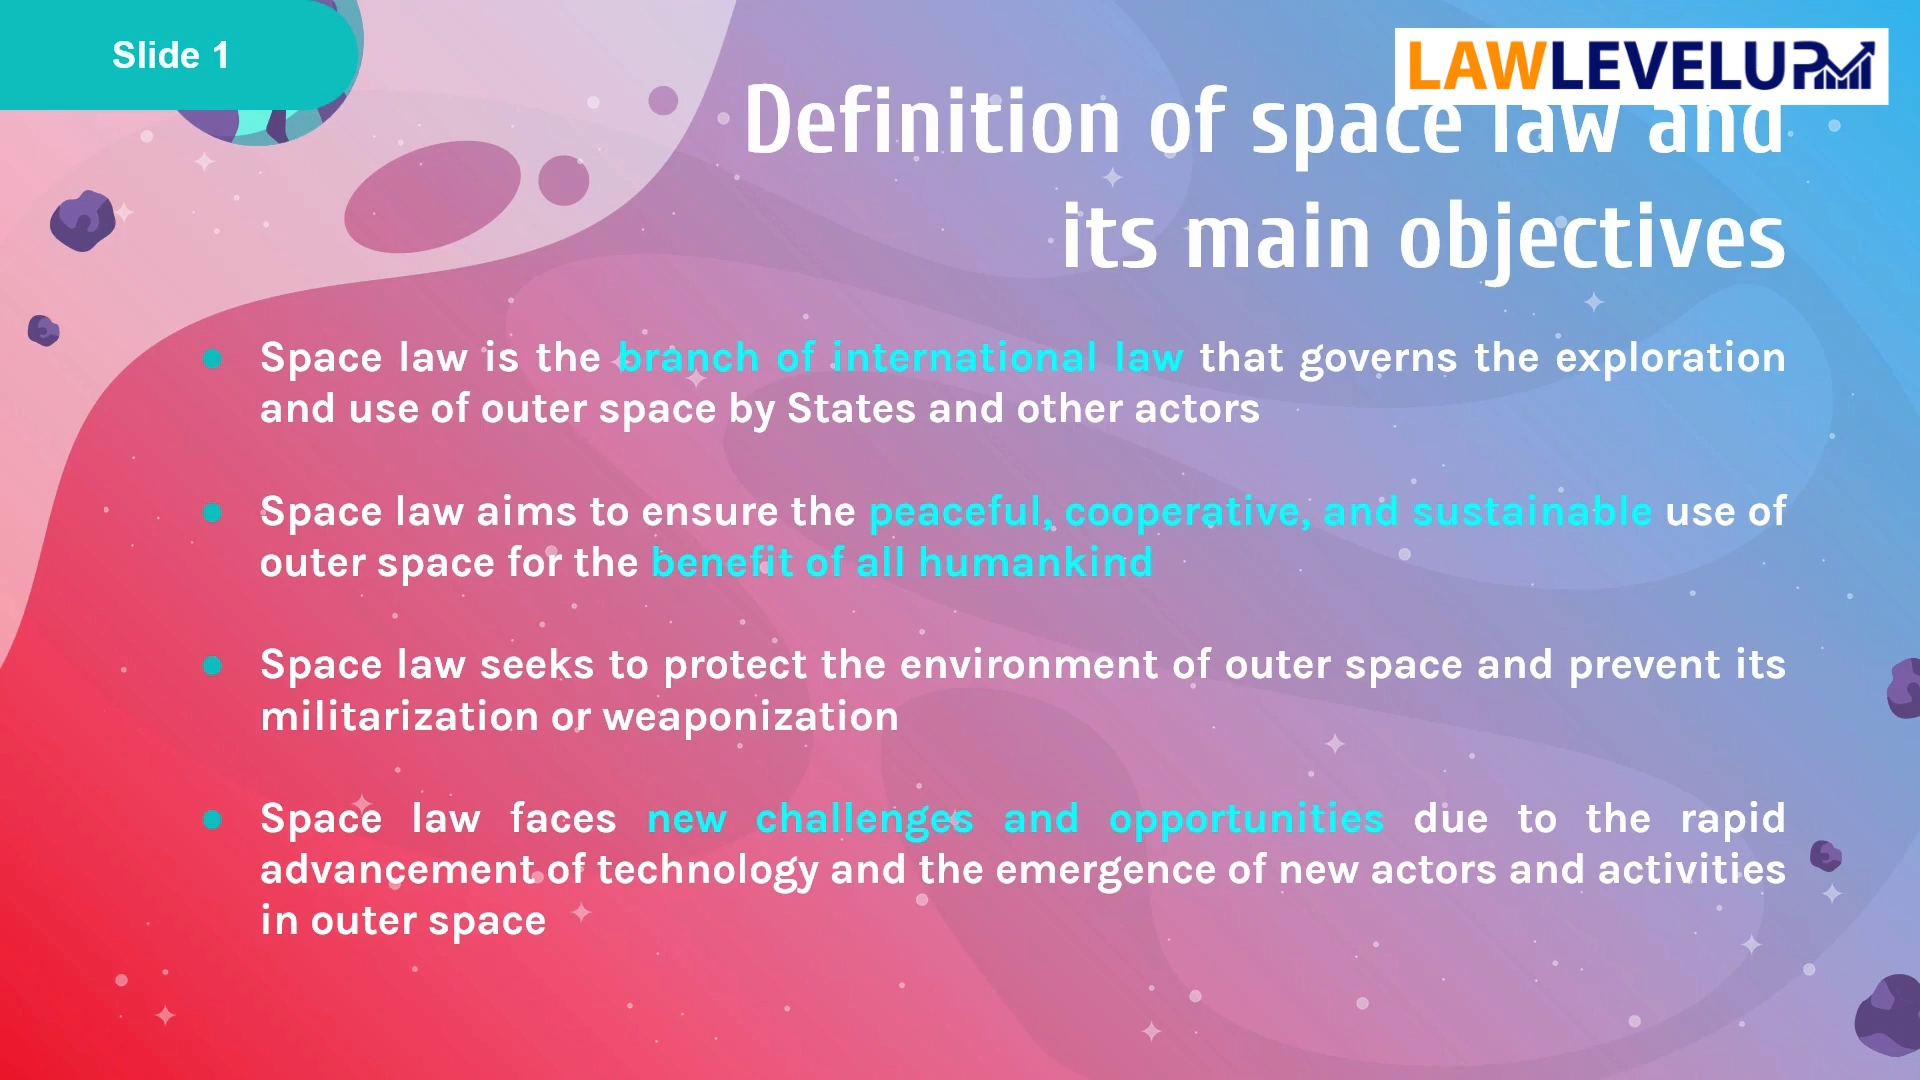 Slide 1
LAWLEVELUP
Definition of space law and
its main objectives
Space law is the branch of international law that governs the exploration
and use of outer space by States and other actors
Space law aims to ensure the peaceful, cooperative, and sustainable use of
outer space for the benefit of all humankind
Space law seeks to protect the environment of outer space and prevent its
militarization or weaponization
Space law faces new challenges and opportunities due to the rapid
advancement of technology and the emergence of new actors and activities
in outer space